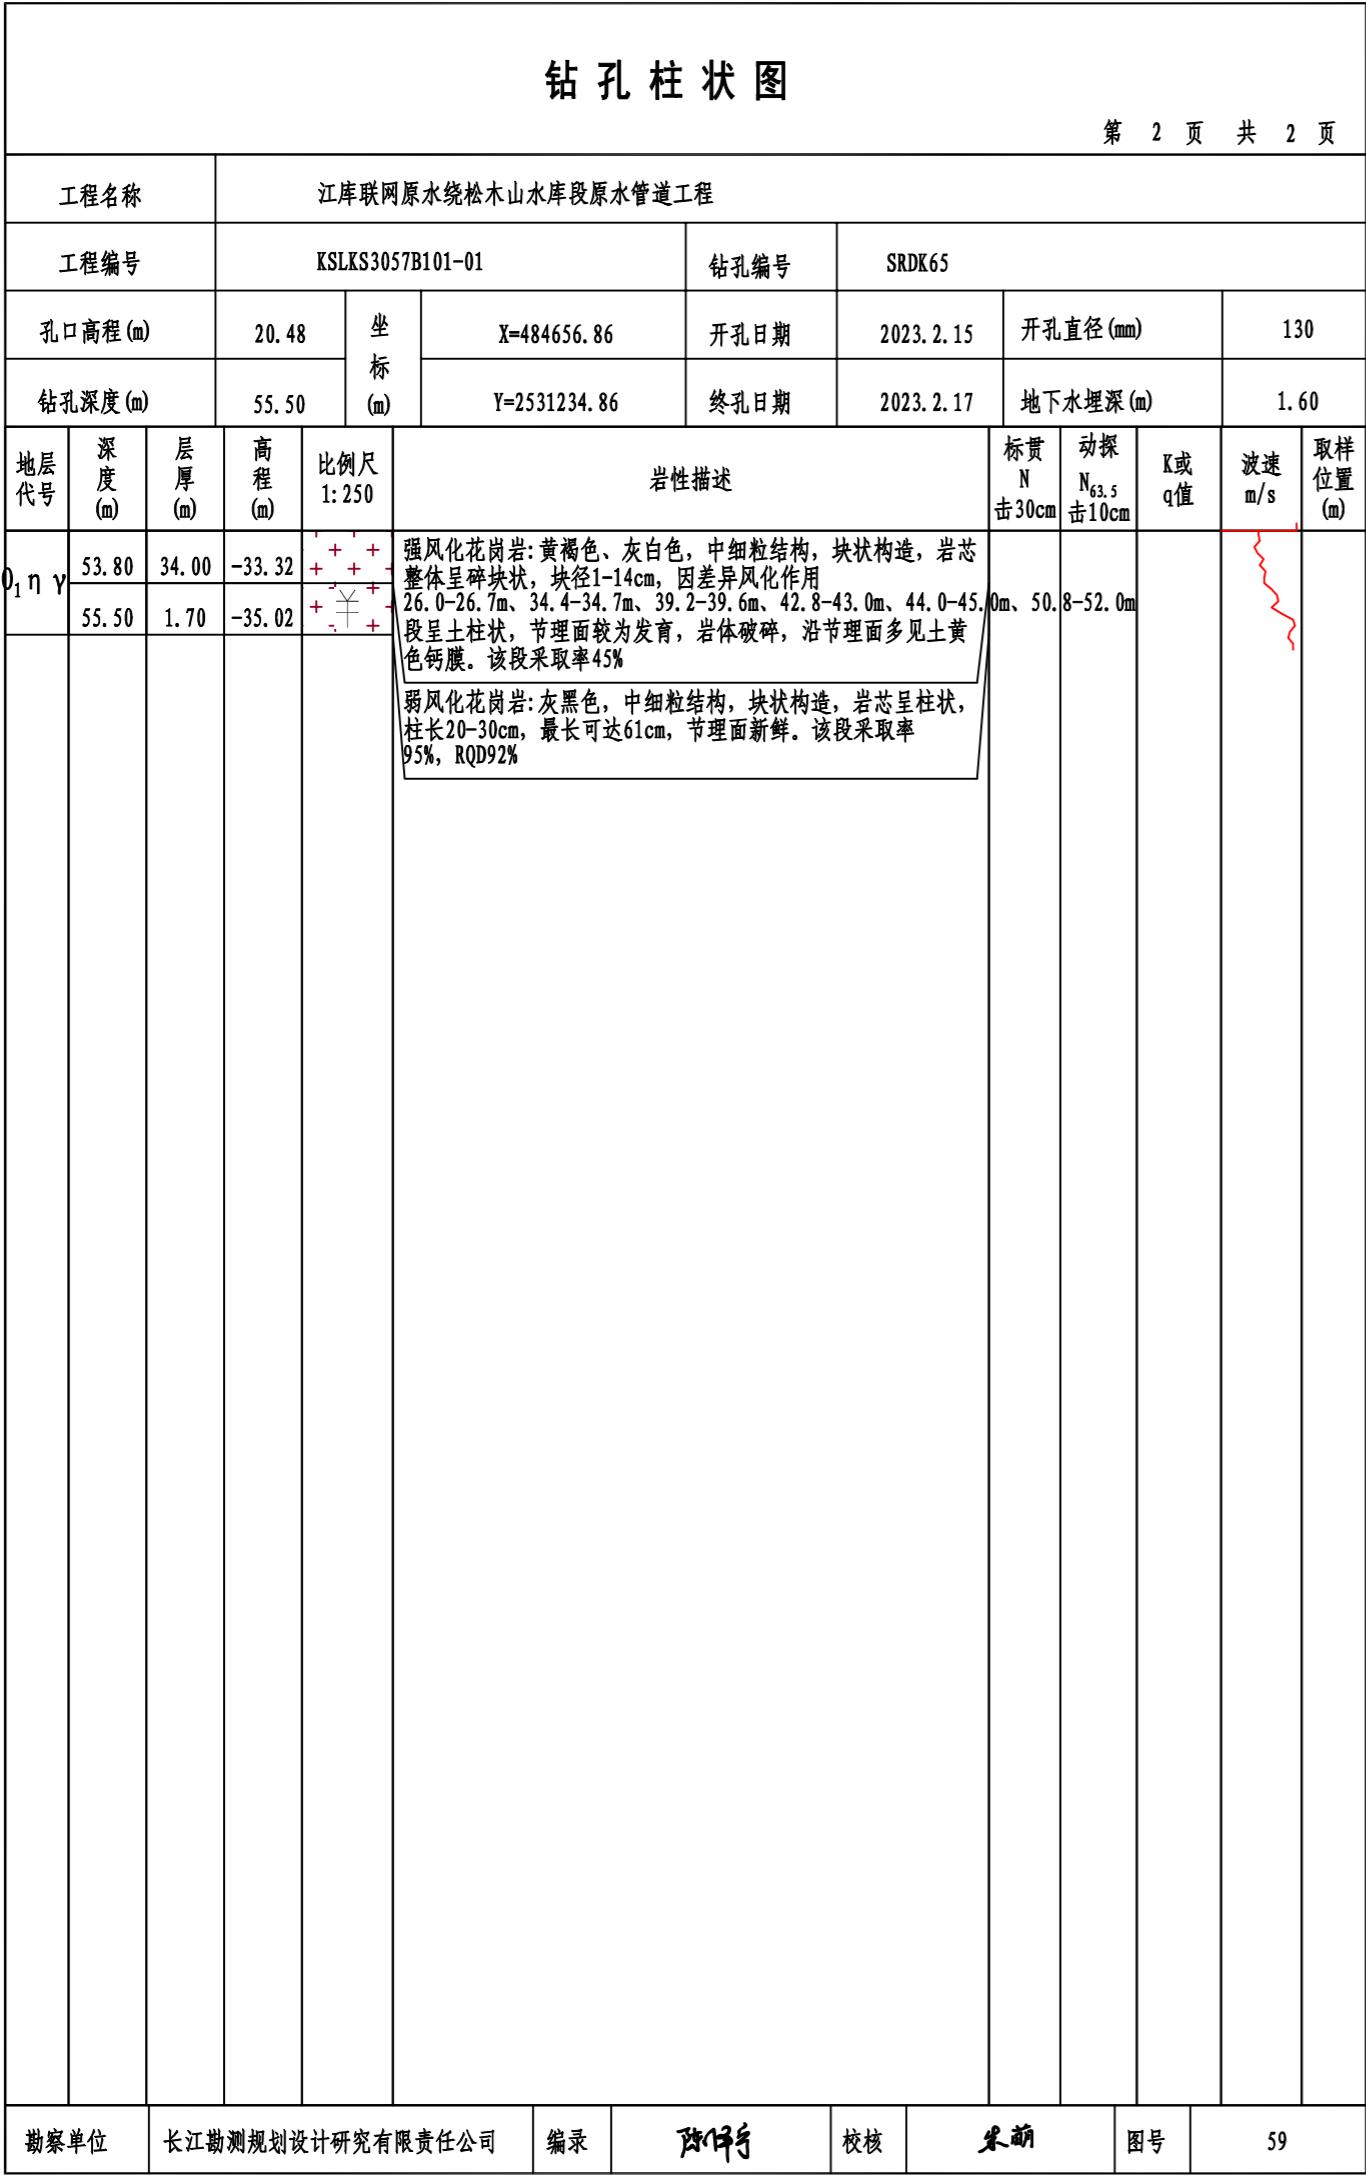 钻孔柱状图
第 2 页 共 2 页
工程名称 江库联网原水绕松木山水库段原水管道工程
工程编号 KSLKS3057B101-01 钻孔编号 SRDK65
孔口高程(m) 20.48 坐标(m) X=484656.86 开孔日期 2023.2.15 开孔直径(mm) 130
钻孔深度(m) 55.50 Y=2531234.86 终孔日期 2023.2.17 地下水埋深(m) 1.60
地层代号 深度(m) 层厚(m) 高程(m) 比例尺1:250 岩性描述 标贯N击30cm 动探N63.5击10cm K或q值 波速m/s 取样位置(m)
53.80 34.00 -33.32
55.50 1.70 -35.02
强风化花岗岩:黄褐色、灰白色，中细粒结构，块状构造，岩芯
整体呈碎块状，块径1-14cm，因差异风化作用
26.0-26.7m、34.4-34.7m、39.2-39.6m、42.8-43.0m、44.0-45.0m、50.8-52.0m
段呈土柱状，节理面较为发育，岩体破碎，沿节理面多见土黄
色钙膜。该段采取率45%
弱风化花岗岩:灰黑色，中细粒结构，块状构造，岩芯呈柱状，
柱长20-30cm，最长可达61cm，节理面新鲜。该段采取率
95%，RQD92%
勘察单位 长江勘测规划设计研究有限责任公司 编录 校核 朱萌 图号 59